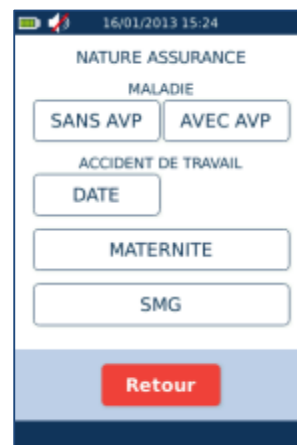 16/01/2013 15:24
NATURE ASSURANCE
MALADIE
SANS AVP AVEC AVP
ACCIDENT DE TRAVAIL
DATE
MATERNITE
SMG
Retour